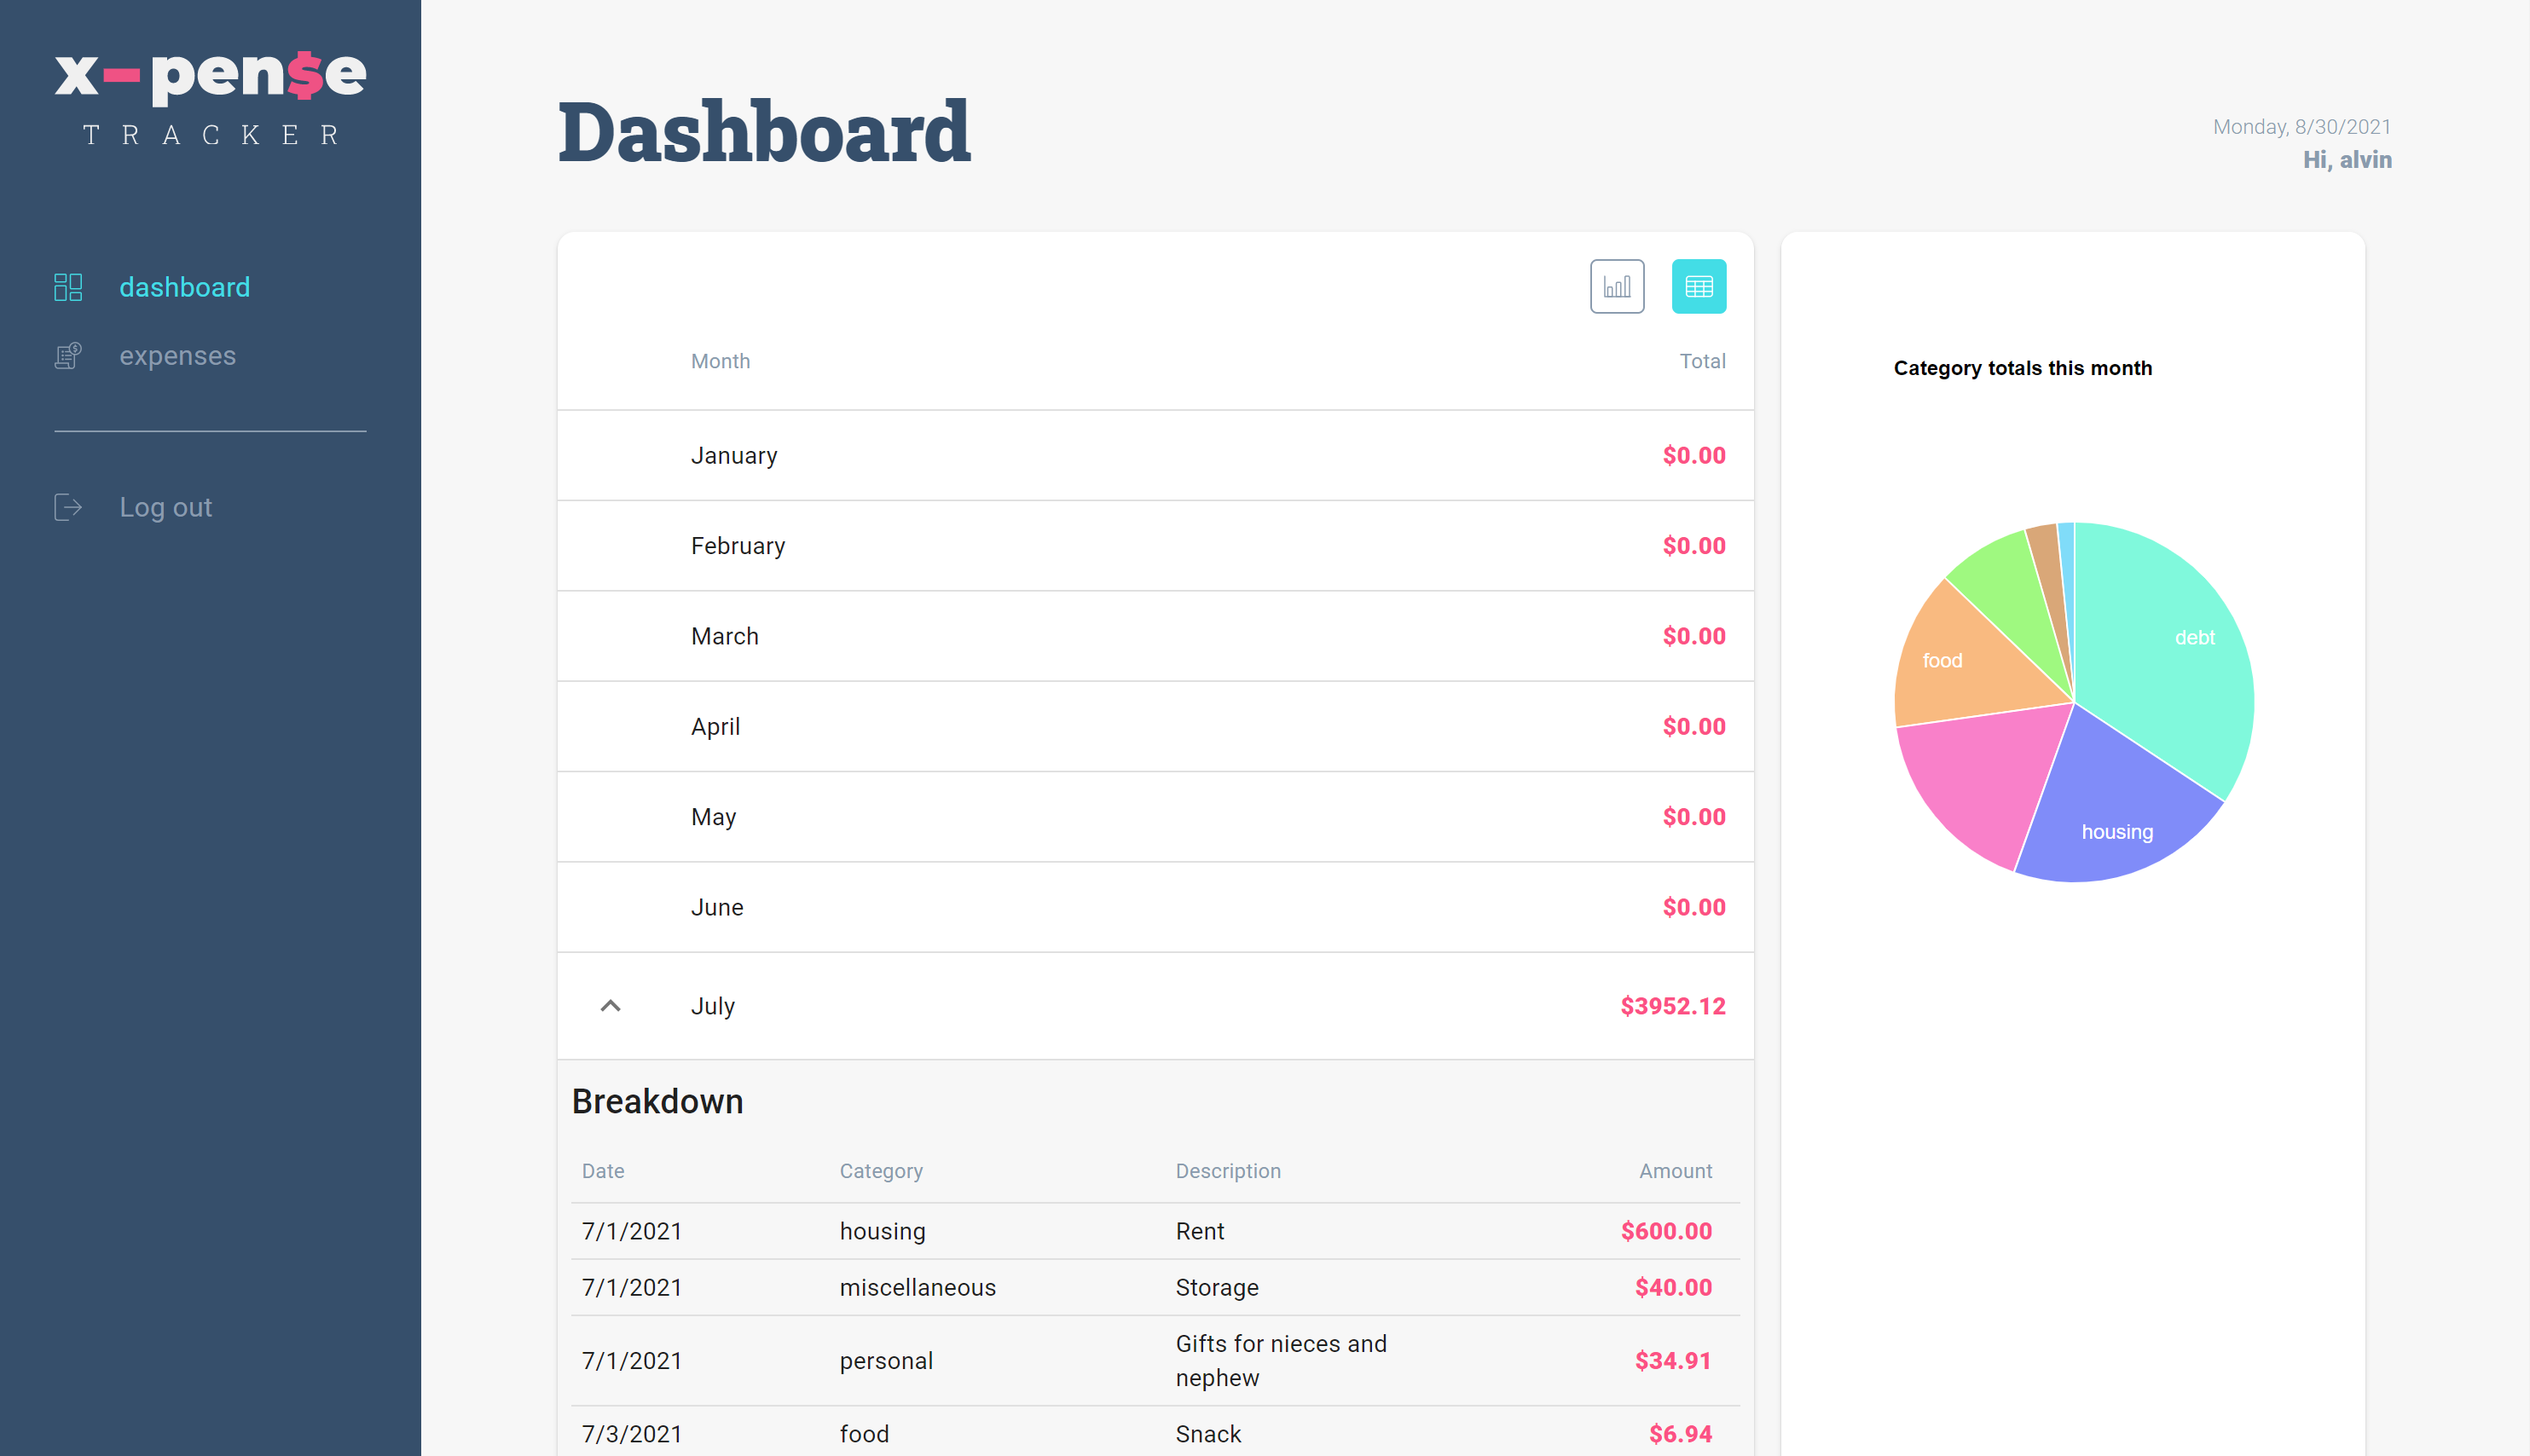 x-pen$e
TRACKER
dashboard
expenses
Log out
Dashboard
Monday, 8/30/2021
Hi, alvin
Month Total
January $0.00
February $0.00
March $0.00
April $0.00
May $0.00
June $0.00
July $3952.12
Breakdown
Date Category Description Amount
7/1/2021 housing Rent $600.00
7/1/2021 miscellaneous Storage $40.00
7/1/2021 personal Gifts for nieces and
nephew $34.91
7/3/2021 food Snack $6.94
Category totals this month
debt
food
housing